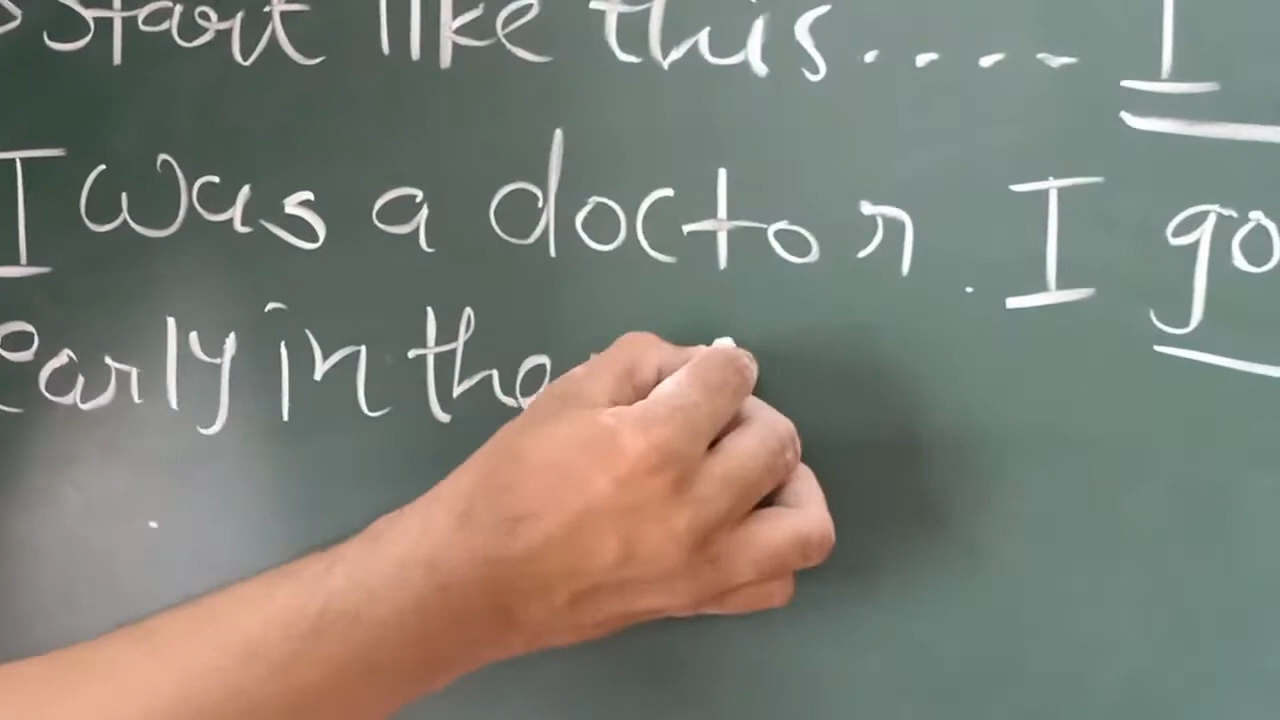 start like this..... I
I was a doctor. I go
early in the